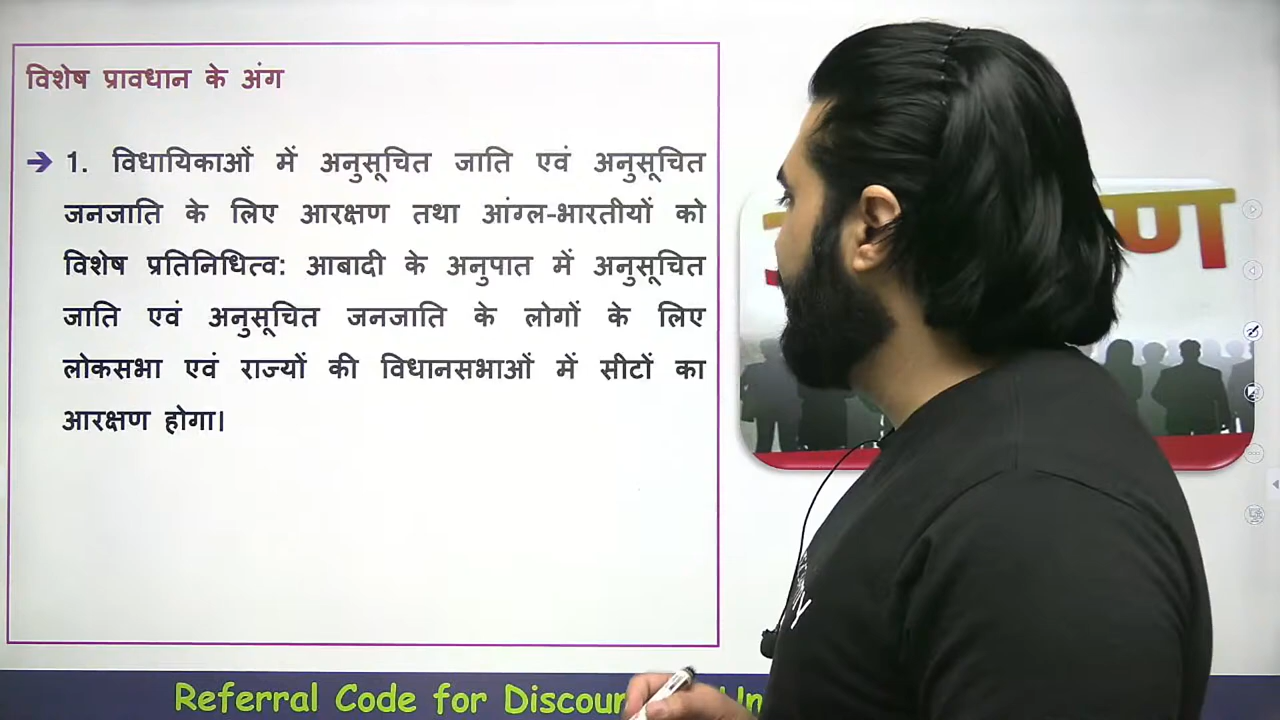 विशेष प्रावधान के अंग
➔ 1. विधायिकाओं में अनुसूचित जाति एवं अनुसूचित
जनजाति के लिए आरक्षण तथा आंग्ल-भारतीयों को
विशेष प्रतिनिधित्व: आबादी के अनुपात में अनुसूचित
जाति एवं अनुसूचित जनजाति के लोगों के लिए
लोकसभा एवं राज्यों की विधानसभाओं में सीटों का
आरक्षण होगा।
Referral Code for